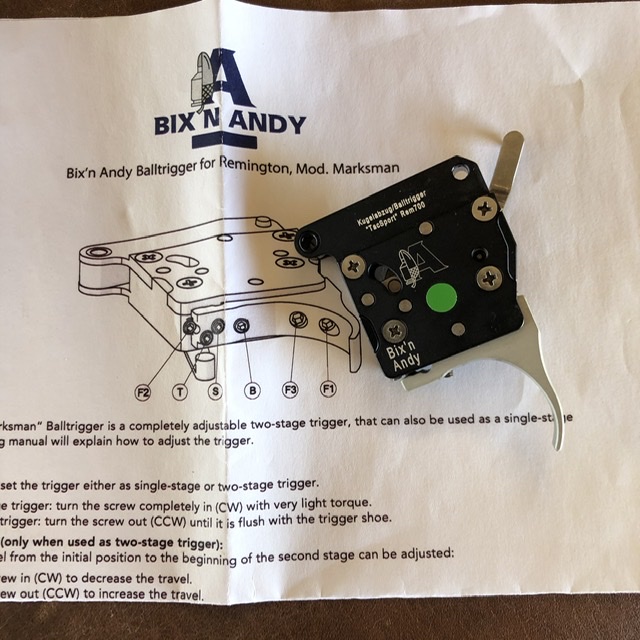 BIX'N ANDY
Bix'n Andy Balltrigger for Remington, Mod. Marksman
Kugelabzug/Balltrigger
"TacSport" Rem700
Bix'n
Andy
F2 T S B F3 F1
rksman" Balltrigger is a completely adjustable two-stage trigger, that can also be used as a single-stage
g manual will explain how to adjust the trigger.
set the trigger either as single-stage or two-stage trigger.
e trigger: turn the screw completely in (CW) with very light torque.
trigger: turn the screw out (CCW) until it is flush with the trigger shoe.
(only when used as two-stage trigger):
el from the initial position to the beginning of the second stage can be adjusted:
rew in (CW) to decrease the travel.
ew out (CCW) to increase the travel.